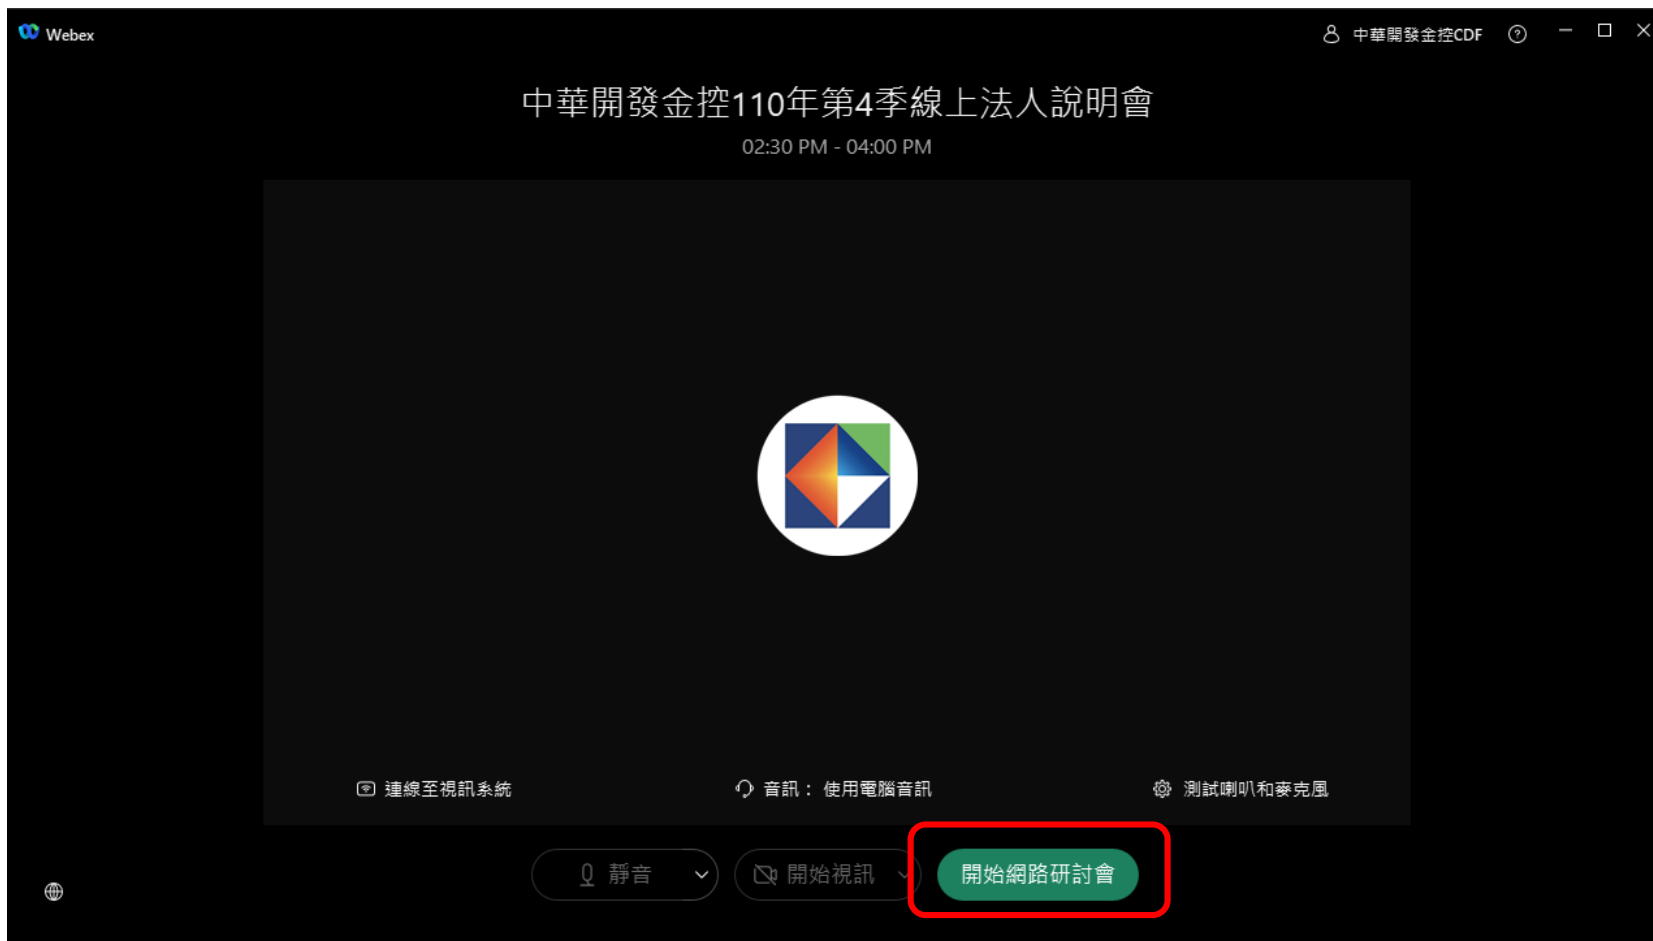 Webex
中華開發金控CDF
中華開發金控110年第4季線上法人說明會
02:30 PM - 04:00 PM
連線至視訊系統
音訊： 使用電腦音訊
測試喇叭和麥克風
靜音
開始視訊
開始網路研討會